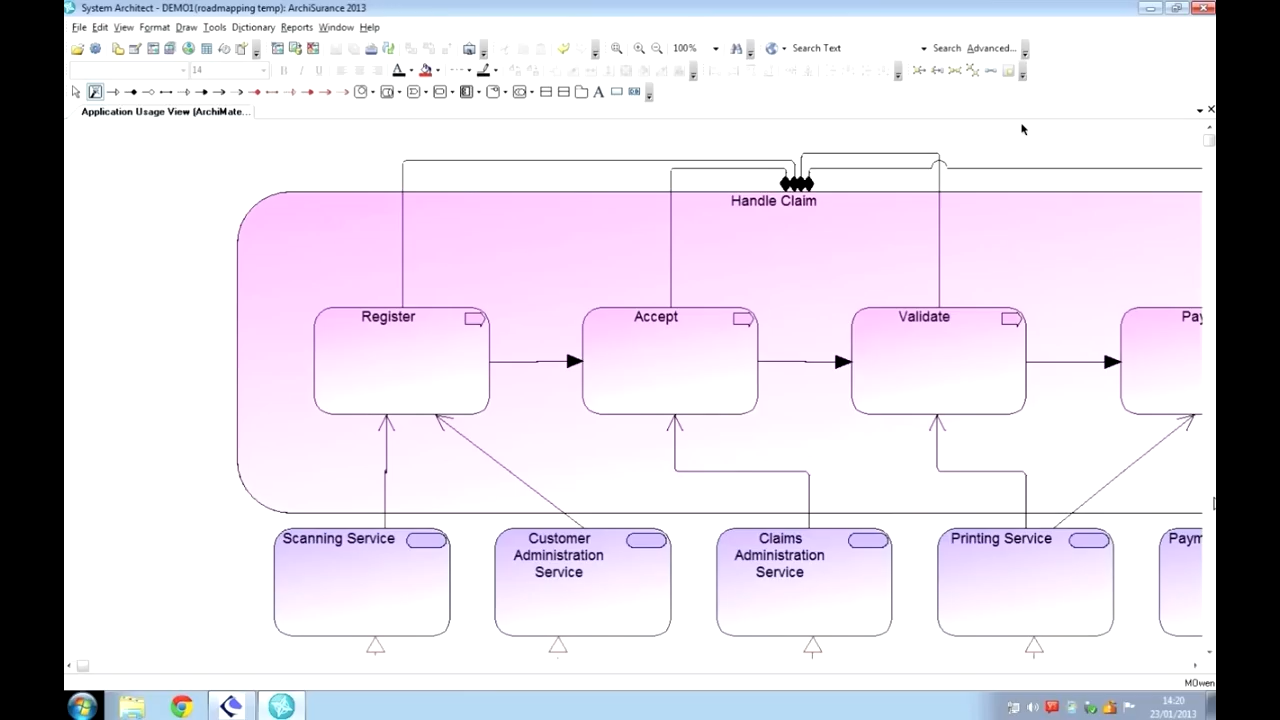 System Architect - DEMO1(roadmapping temp): ArchiSurance 2013
File Edit View Format Draw Tools Dictionary Reports Window Help
100% Search Text Search Advanced...
14 B I U A
A
Application Usage View [ArchiMate...
Handle Claim
Register Accept Validate Pay
Scanning Service Customer Administration Service Claims Administration Service Printing Service Paym
MOwen
14:20
23/01/2013